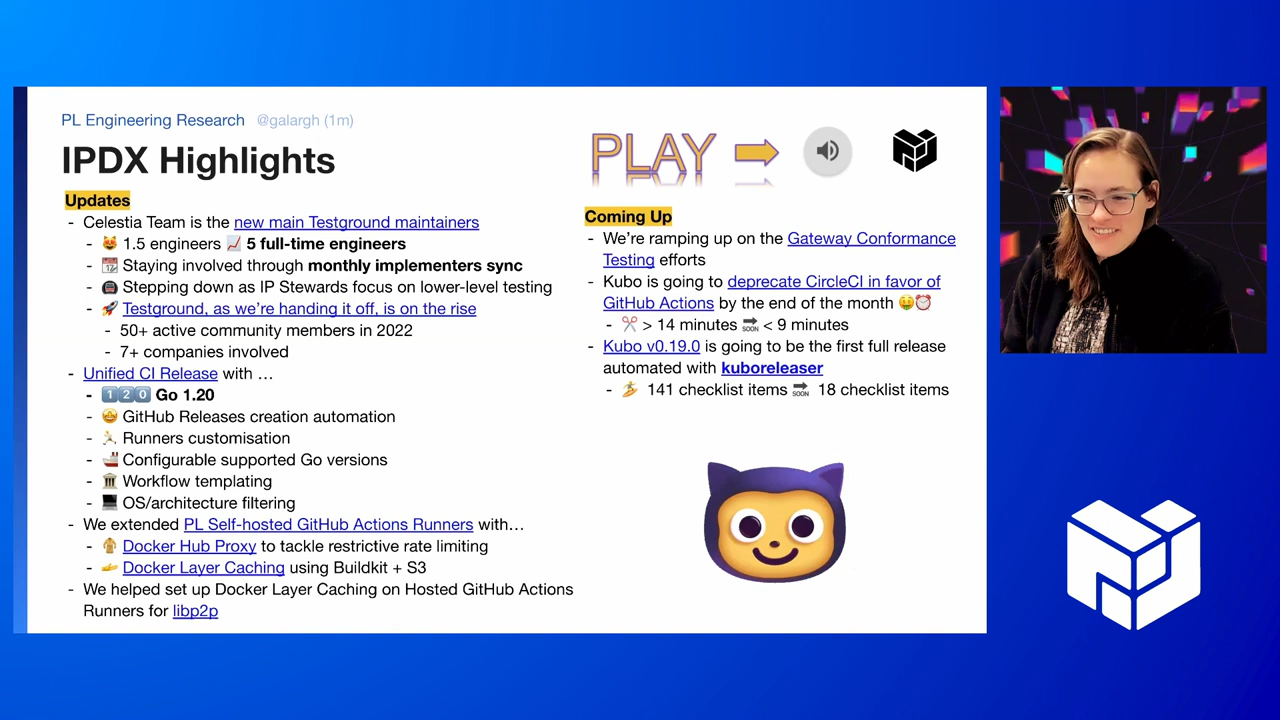 PL Engineering Research @galargh (1m)
IPDX Highlights
PLAY
Updates
- Celestia Team is the new main Testground maintainers
- 😻 1.5 engineers 📈 5 full-time engineers
- 📆 Staying involved through monthly implementers sync
- 🚘 Stepping down as IP Stewards focus on lower-level testing
- 🚀 Testground, as we’re handing it off, is on the rise
- 50+ active community members in 2022
- 7+ companies involved
- Unified CI Release with …
- 1️⃣2️⃣0️⃣ Go 1.20
- 🤩 GitHub Releases creation automation
- 🏃 Runners customisation
- 🚢 Configurable supported Go versions
- 🏛 Workflow templating
- 💻 OS/architecture filtering
- We extended PL Self-hosted GitHub Actions Runners with…
- 🧥 Docker Hub Proxy to tackle restrictive rate limiting
- 🫴 Docker Layer Caching using Buildkit + S3
- We helped set up Docker Layer Caching on Hosted GitHub Actions
Runners for libp2p
Coming Up
- We’re ramping up on the Gateway Conformance
Testing efforts
- Kubo is going to deprecate CircleCI in favor of
GitHub Actions by the end of the month 🤑⏰
- ✂️ > 14 minutes 🔜 < 9 minutes
- Kubo v0.19.0 is going to be the first full release
automated with kuboreleaser
- 🏄 141 checklist items 🔜 18 checklist items